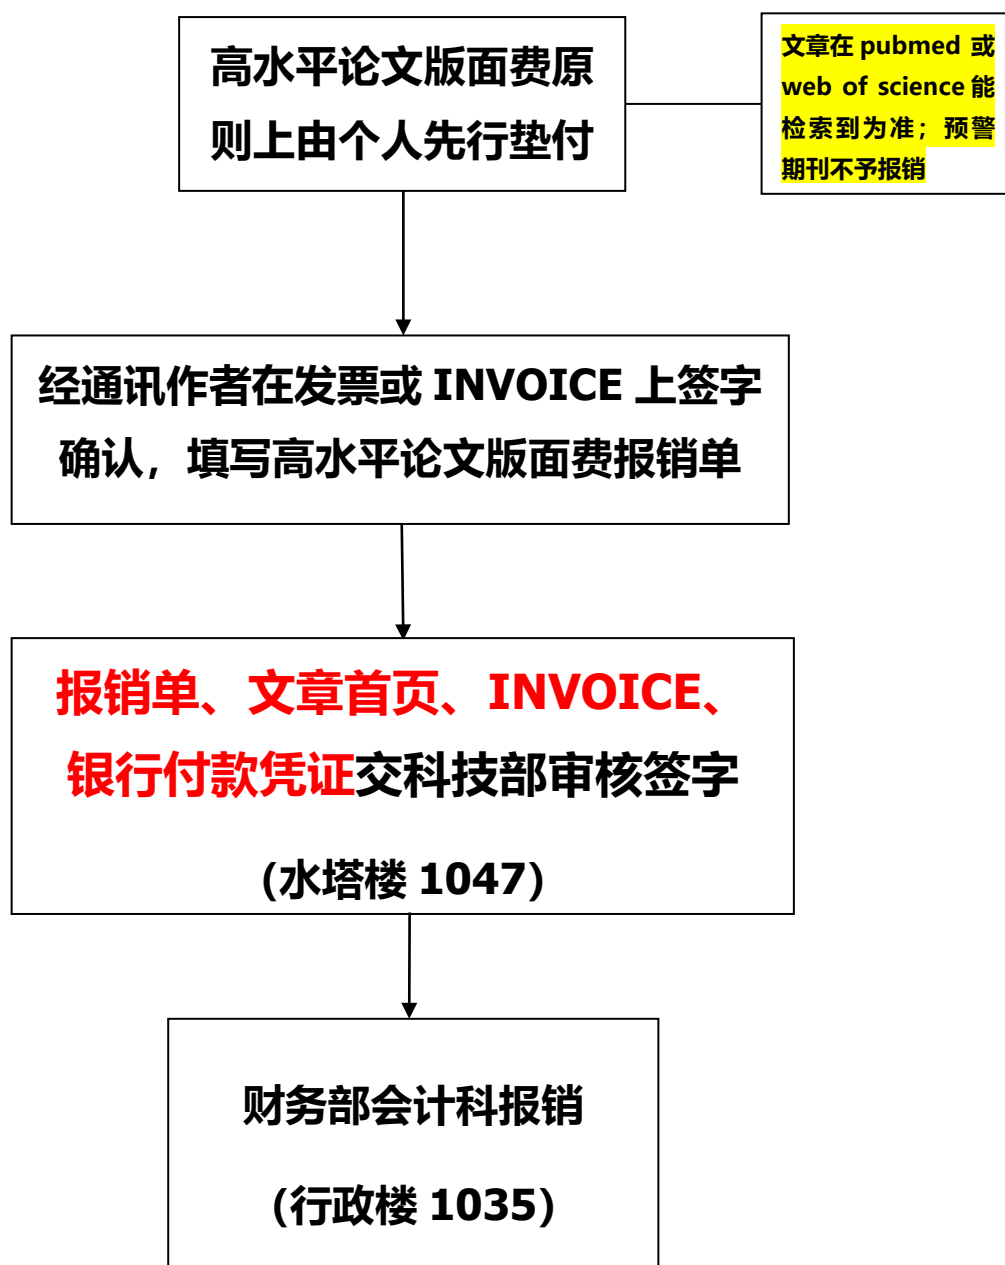 高水平论文版面费原
则上由个人先行垫付
文章在 pubmed 或
web of science 能
检索到为准；预警
期刊不予报销
经通讯作者在发票或 INVOICE 上签字
确认，填写高水平论文版面费报销单
报销单、文章首页、INVOICE、
银行付款凭证交科技部审核签字
(水塔楼 1047)
财务部会计科报销
(行政楼 1035)